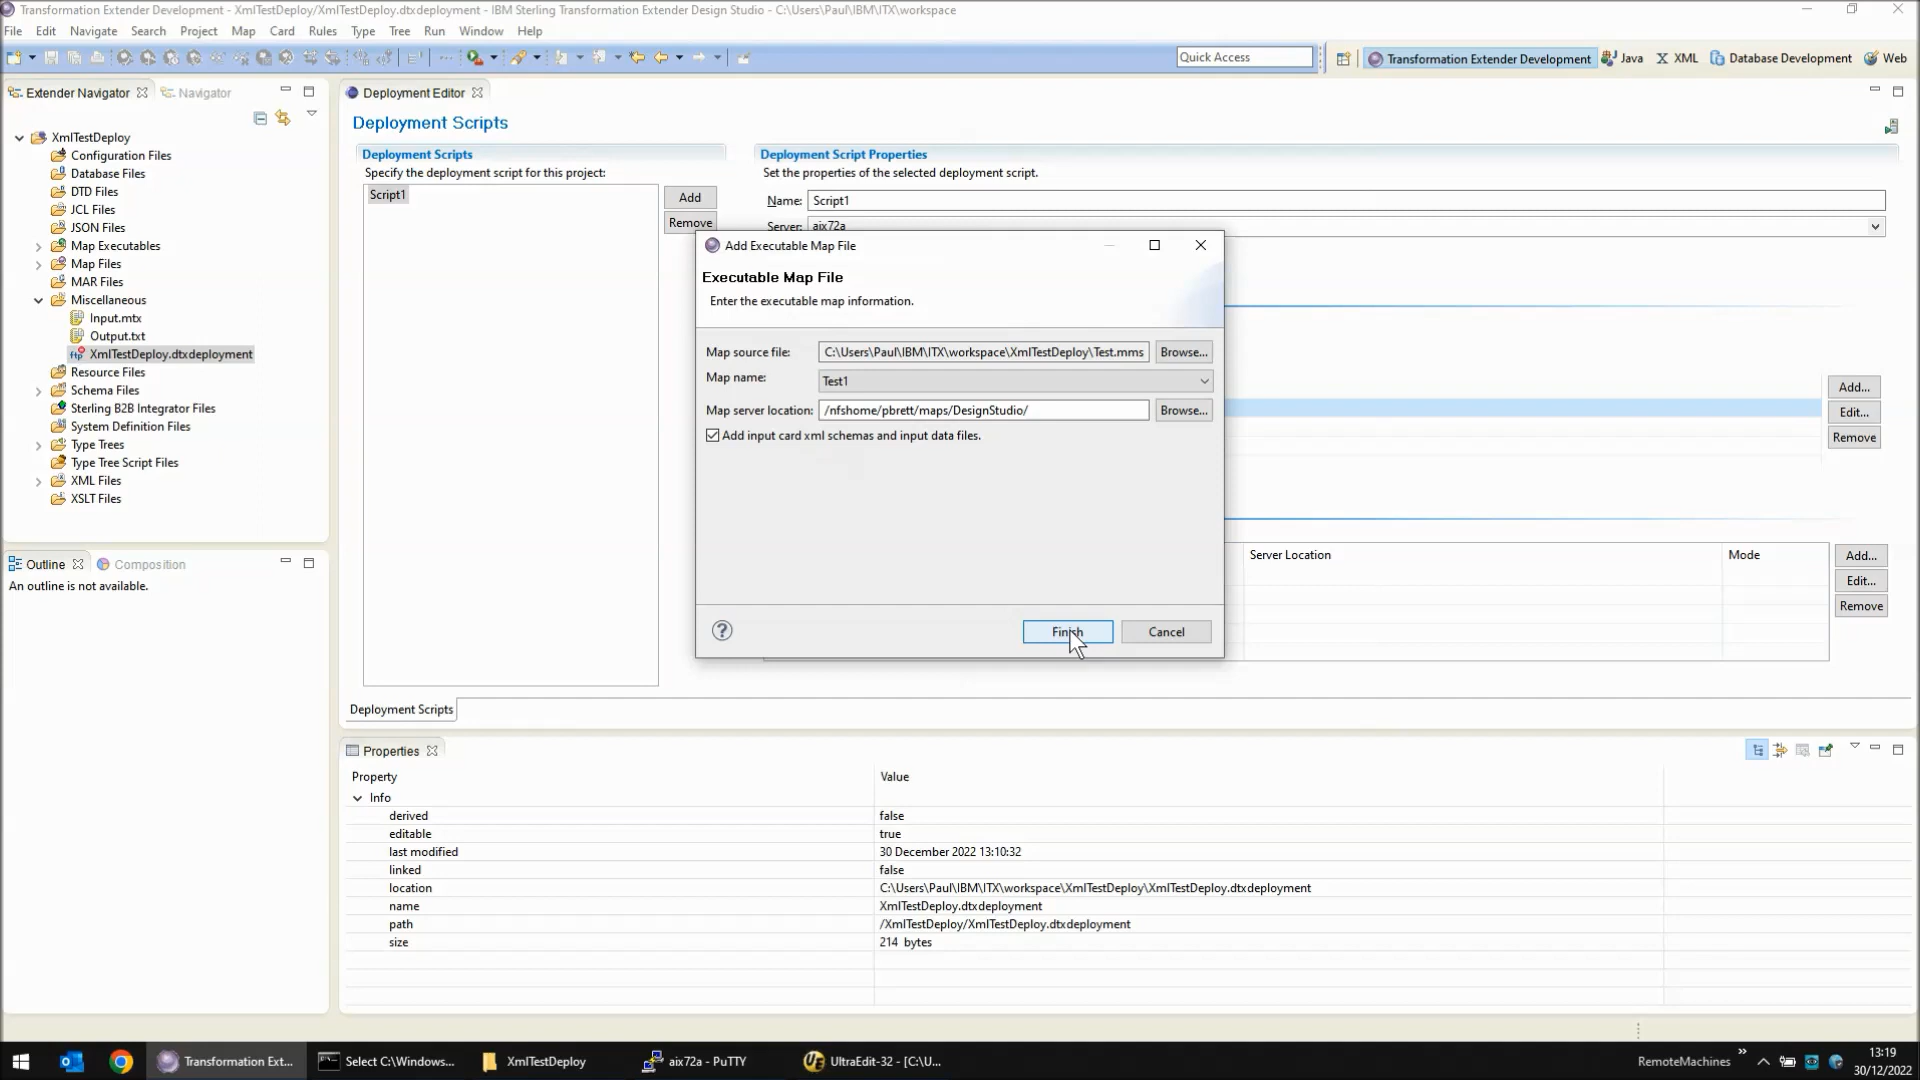 Transformation Extender Development - XmlTestDeploy/XmlTestDeploy.dtxdeployment - IBM Sterling Transformation Extender Design Studio - C:\Users\Paul\IBM\ITX\workspace
File Edit Navigate Search Project Map Card Rules Type Tree Run Window Help
Quick Access
Transformation Extender Development
Java
XML
Database Development
Web
Extender Navigator
Navigator
XmlTestDeploy
Configuration Files
Database Files
DTD Files
JCL Files
JSON Files
Map Executables
Map Files
MAR Files
Miscellaneous
Input.mtx
Output.txt
XmlTestDeploy.dtxdeployment
Resource Files
Schema Files
Sterling B2B Integrator Files
System Definition Files
Type Trees
Type Tree Script Files
XML Files
XSLT Files
Outline
Composition
An outline is not available.
Deployment Editor
Deployment Scripts
Deployment Scripts
Specify the deployment script for this project:
Script1
Add
Remove
Deployment Script Properties
Set the properties of the selected deployment script.
Name: Script1
Server: aix72a
Add...
Edit...
Remove
Server Location
Mode
Add...
Edit...
Remove
Deployment Scripts
Add Executable Map File
Executable Map File
Enter the executable map information.
Map source file: C:\Users\Paul\IBM\ITX\workspace\XmlTestDeploy\Test.mms Browse...
Map name: Test1
Map server location: /nfshome/pbrett/maps/DesignStudio/ Browse...
Add input card xml schemas and input data files.
?
Finish
Cancel
Properties
Property Value
Info
derived false
editable true
last modified 30 December 2022 13:10:32
linked false
location C:\Users\Paul\IBM\ITX\workspace\XmlTestDeploy\XmlTestDeploy.dtxdeployment
name XmlTestDeploy.dtxdeployment
path /XmlTestDeploy/XmlTestDeploy.dtxdeployment
size 214 bytes
Transformation Ext...
Select C:\Windows...
XmlTestDeploy
aix72a - PuTTY
UltraEdit-32 - [C:\U...
RemoteMachines
13:19
30/12/2022